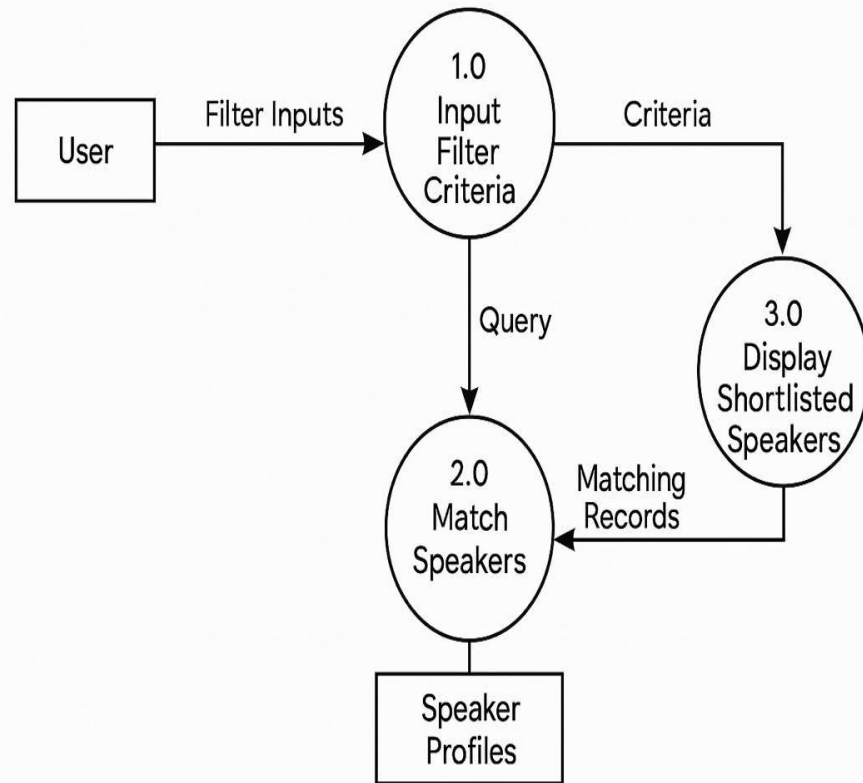 User
Filter Inputs
1.0
Input
Filter
Criteria
Criteria
Query
3.0
Display
Shortlisted
Speakers
2.0
Match
Speakers
Matching
Records
Speaker
Profiles